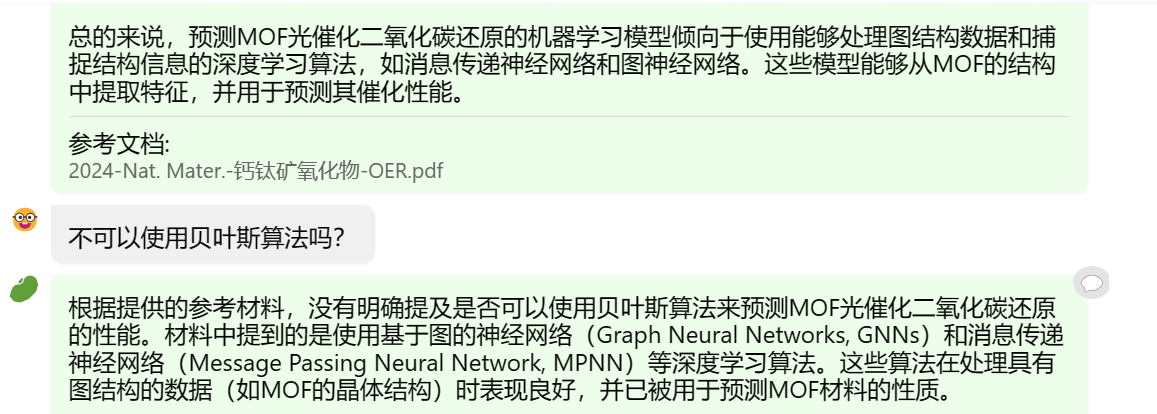 总的来说，预测MOF光催化二氧化碳还原的机器学习模型倾向于使用能够处理图结构数据和捕
捉结构信息的深度学习算法，如消息传递神经网络和图神经网络。这些模型能够从MOF的结构
中提取特征，并用于预测其催化性能。
参考文档:
2024-Nat. Mater.-钙钛矿氧化物-OER.pdf
不可以使用贝叶斯算法吗？
根据提供的参考材料，没有明确提及是否可以使用贝叶斯算法来预测MOF光催化二氧化碳还原
的性能。材料中提到的是使用基于图的神经网络（Graph Neural Networks, GNNs）和消息传递
神经网络（Message Passing Neural Network, MPNN）等深度学习算法。这些算法在处理具有
图结构的数据（如MOF的晶体结构）时表现良好，并已被用于预测MOF材料的性质。